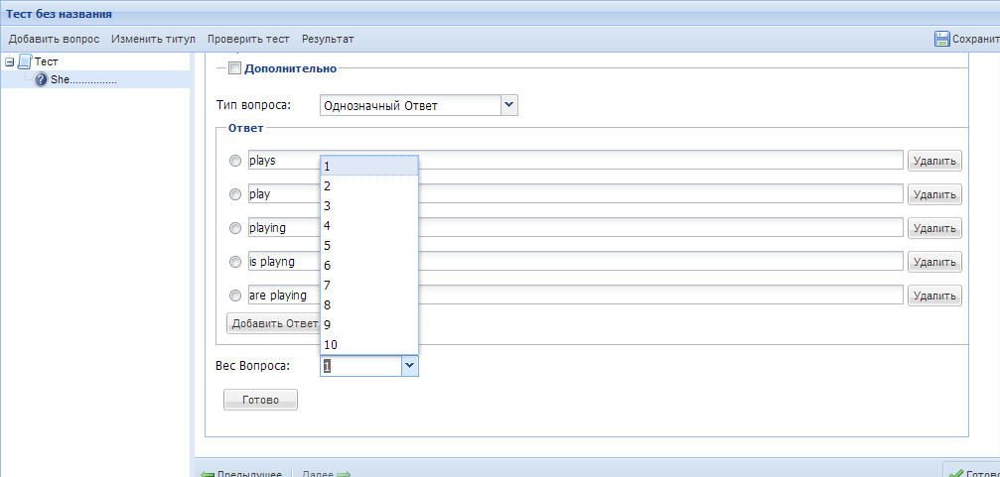 Тест без названия
Добавить вопрос Изменить титул Проверить тест Результат Сохранит
Тест
She................
Дополнительно
Тип вопроса: Однозначный Ответ
Ответ
plays Удалить
play Удалить
playing Удалить
is playng Удалить
are playing Удалить
Добавить Ответ
1
2
3
4
5
6
7
8
9
10
Вес Вопроса: 1
Готово
Предыдущее Далее Готово